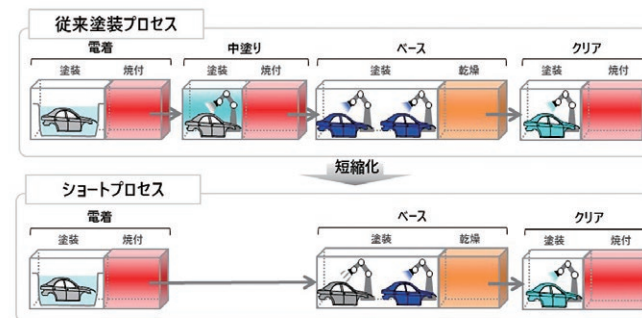 従来塗装プロセス
電着 中塗り ベース クリア
塗装 焼付 塗装 焼付 塗装 乾燥 塗装 焼付
短縮化
ショートプロセス
電着 ベース クリア
塗装 焼付 塗装 乾燥 塗装 焼付